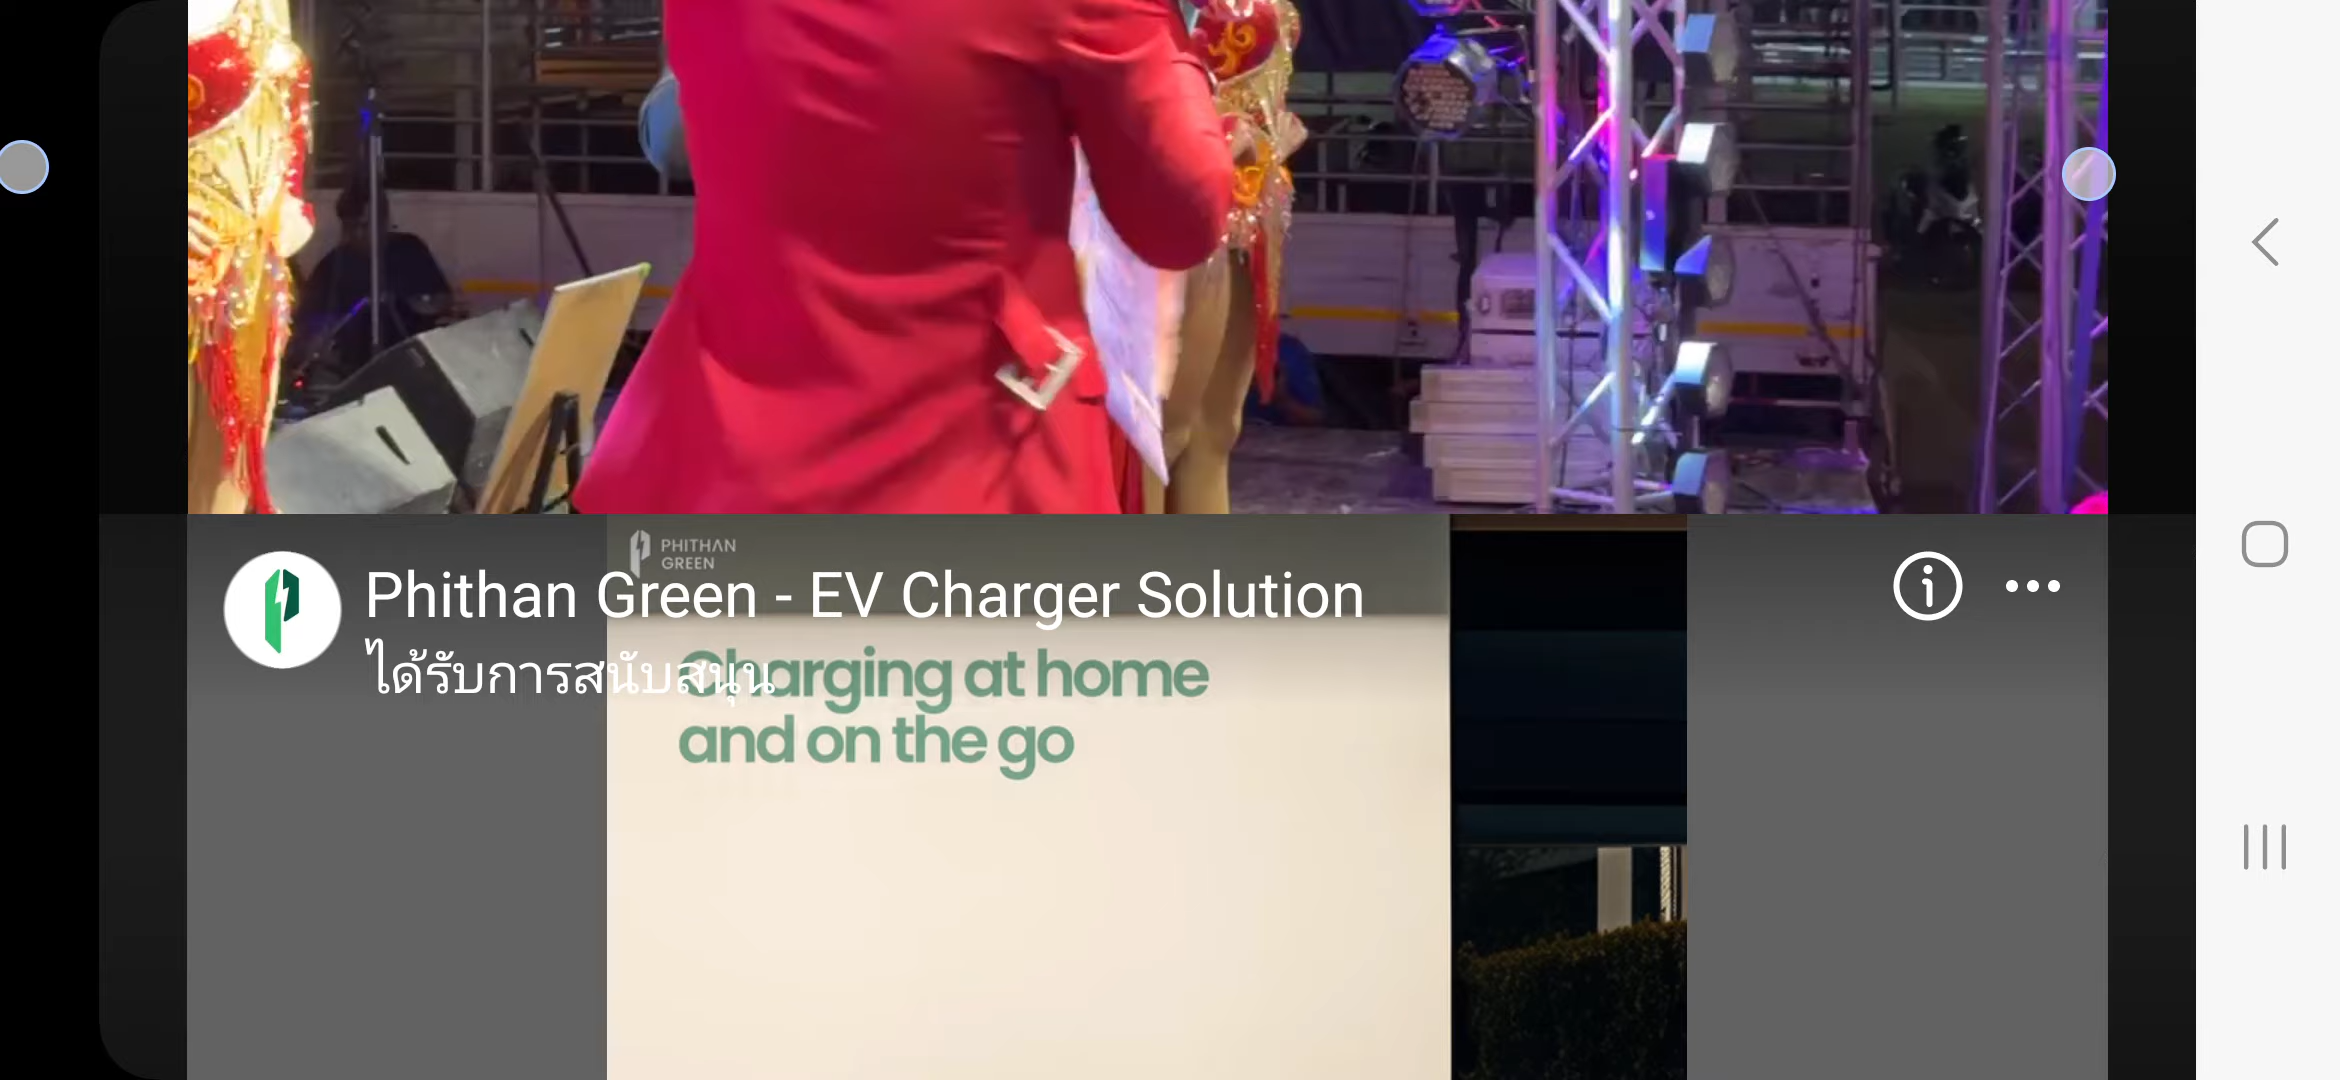 PHITHAN
GREEN
Phithan Green - EV Charger Solution
ได้รับการสนับสนุน
Charging at home
and on the go